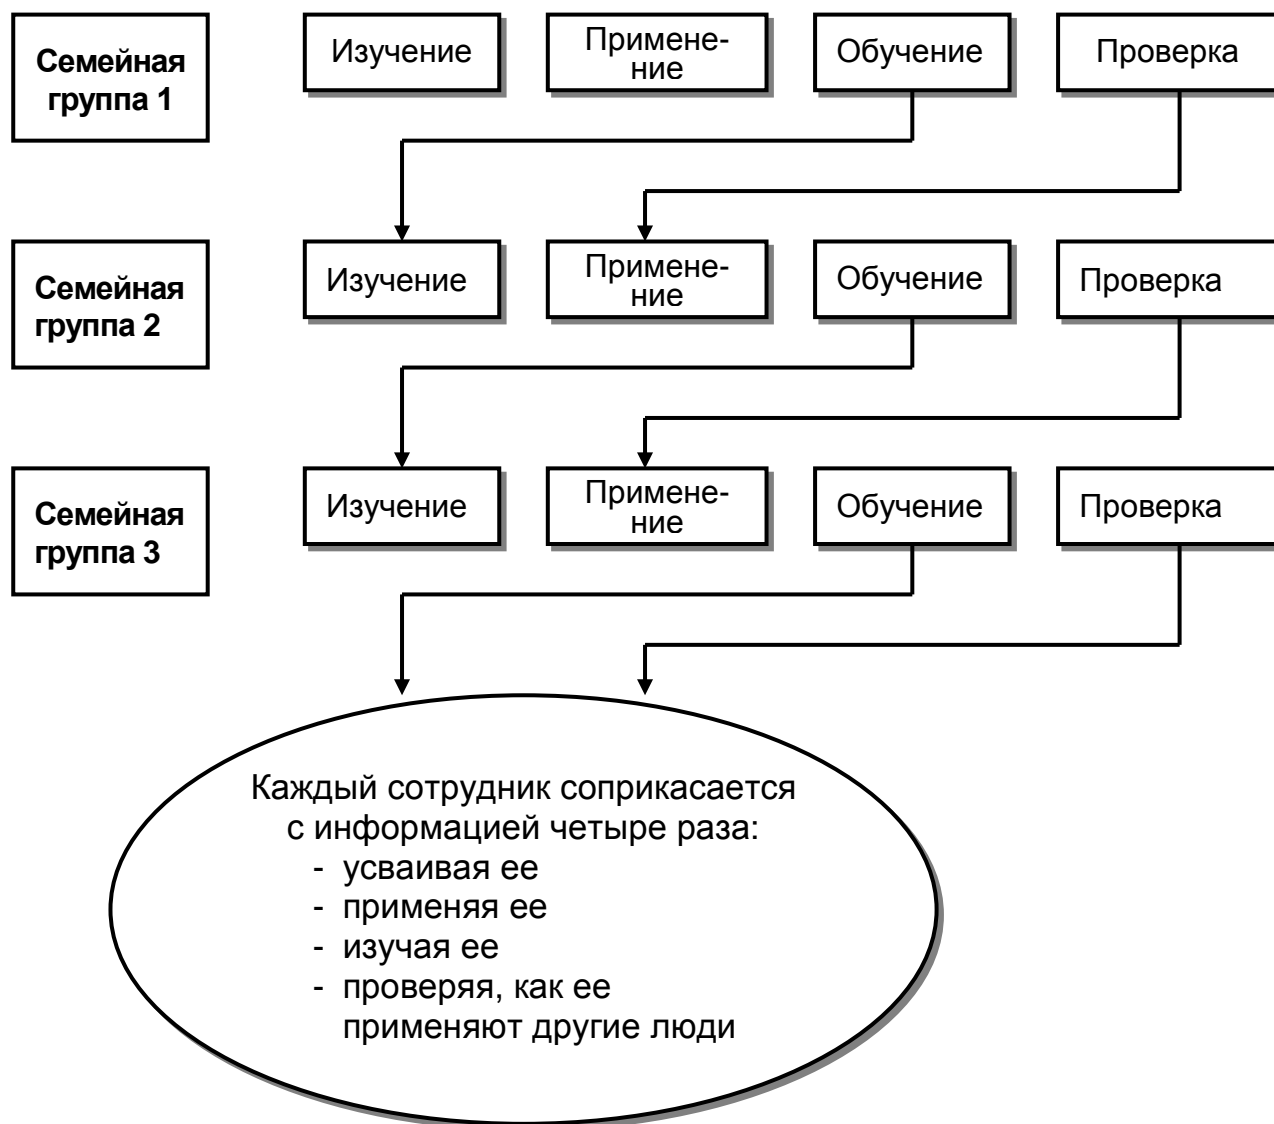 Семейная
группа 1
Изучение
Примене-
ние
Обучение
Проверка
Семейная
группа 2
Изучение
Примене-
ние
Обучение
Проверка
Семейная
группа 3
Изучение
Примене-
ние
Обучение
Проверка
Каждый сотрудник соприкасается
с информацией четыре раза:
- усваивая ее
- применяя ее
- изучая ее
- проверяя, как ее
применяют другие люди